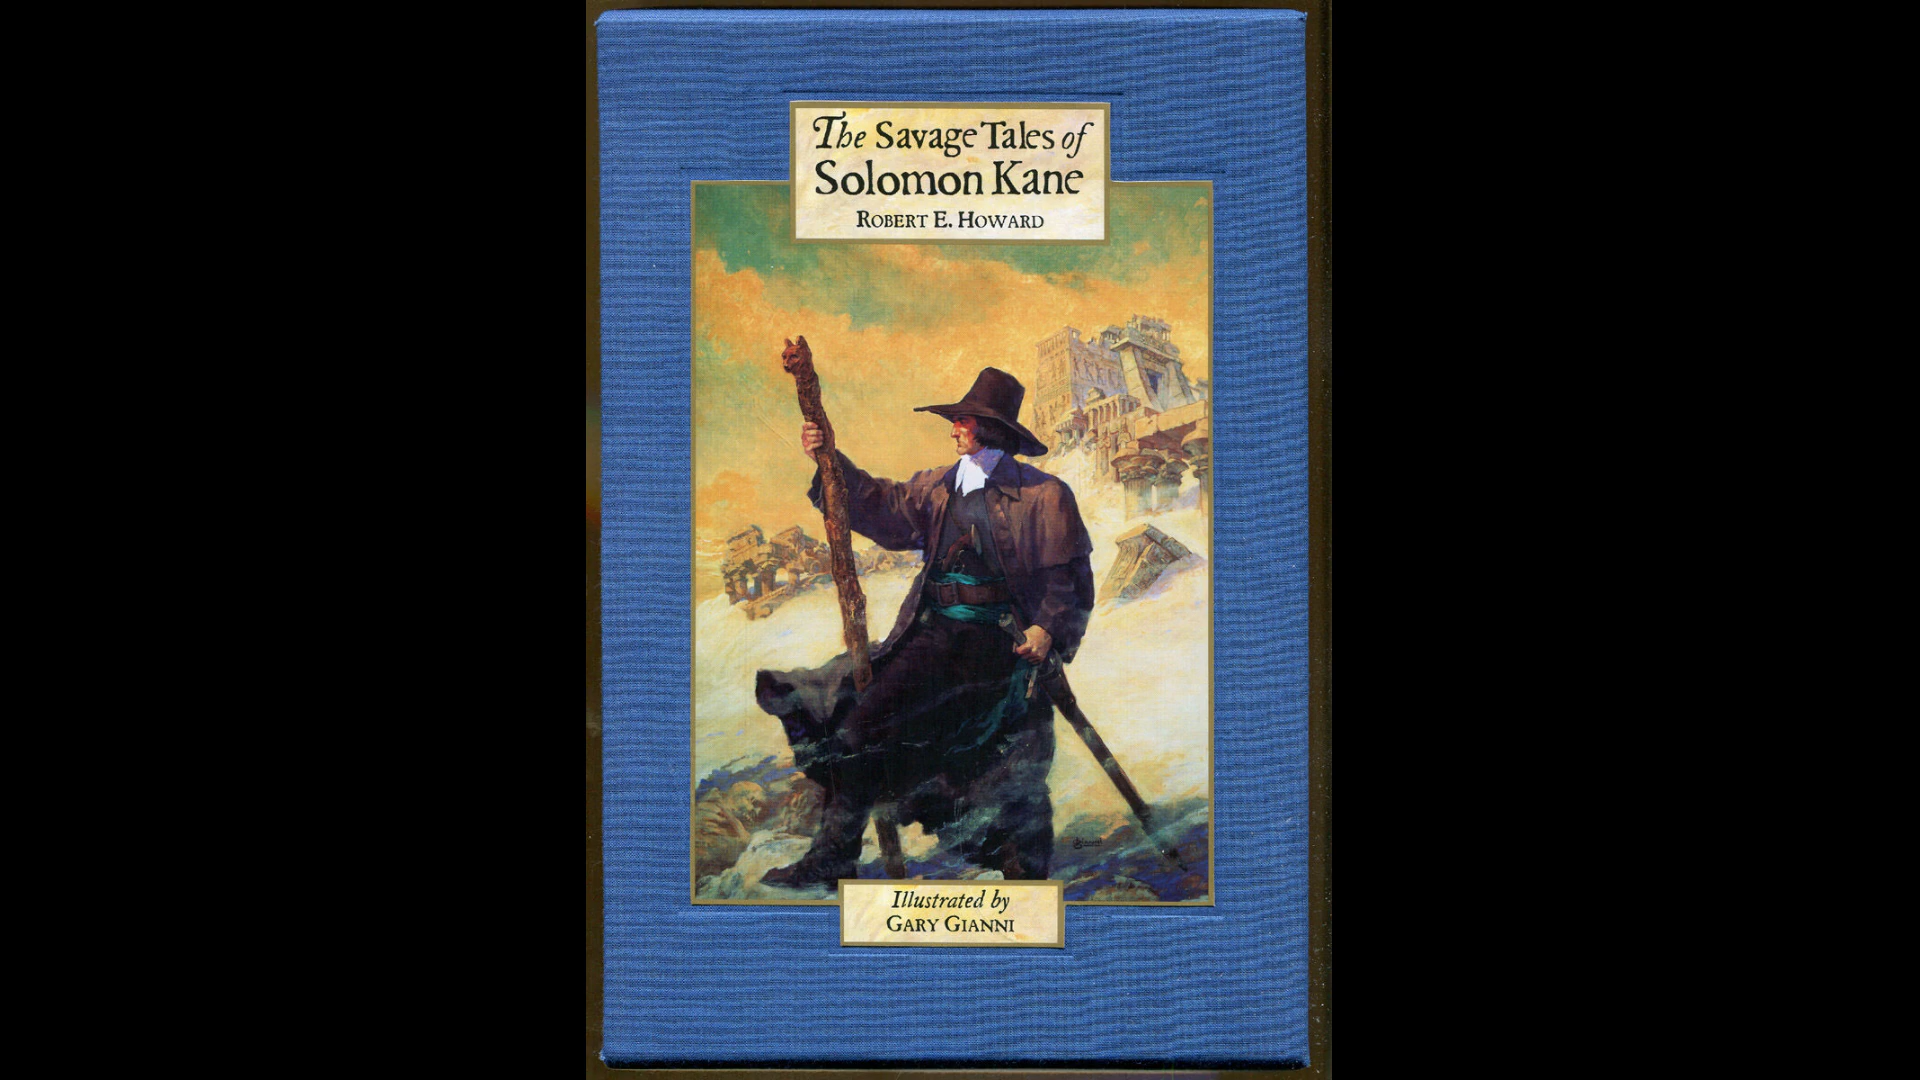 The Savage Tales of
Solomon Kane
ROBERT E. HOWARD
Illustrated by
GARY GIANNI